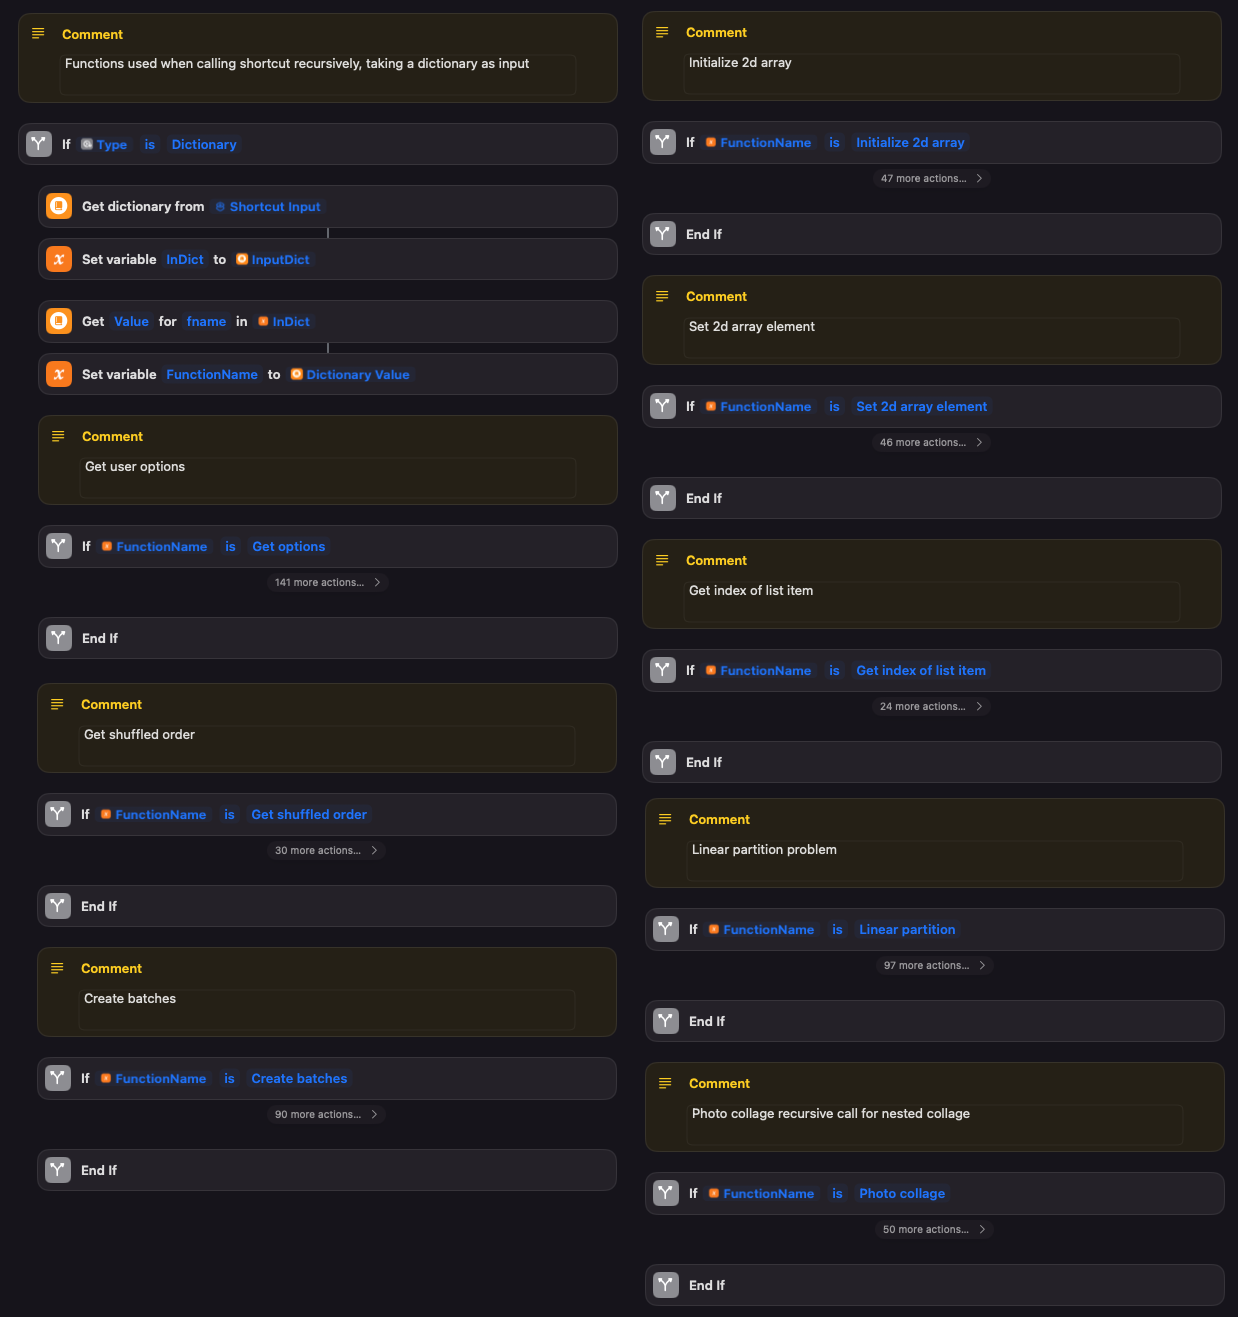 Comment
Functions used when calling shortcut recursively, taking a dictionary as input
If Type is Dictionary
Get dictionary from Shortcut Input
Set variable InDict to InputDict
Get Value for fname in InDict
Set variable FunctionName to Dictionary Value
Comment
Get user options
If FunctionName is Get options
141 more actions...
End If
Comment
Get shuffled order
If FunctionName is Get shuffled order
30 more actions...
End If
Comment
Create batches
If FunctionName is Create batches
90 more actions...
End If
Comment
Initialize 2d array
If FunctionName is Initialize 2d array
47 more actions...
End If
Comment
Set 2d array element
If FunctionName is Set 2d array element
46 more actions...
End If
Comment
Get index of list item
If FunctionName is Get index of list item
24 more actions...
End If
Comment
Linear partition problem
If FunctionName is Linear partition
97 more actions...
End If
Comment
Photo collage recursive call for nested collage
If FunctionName is Photo collage
50 more actions...
End If